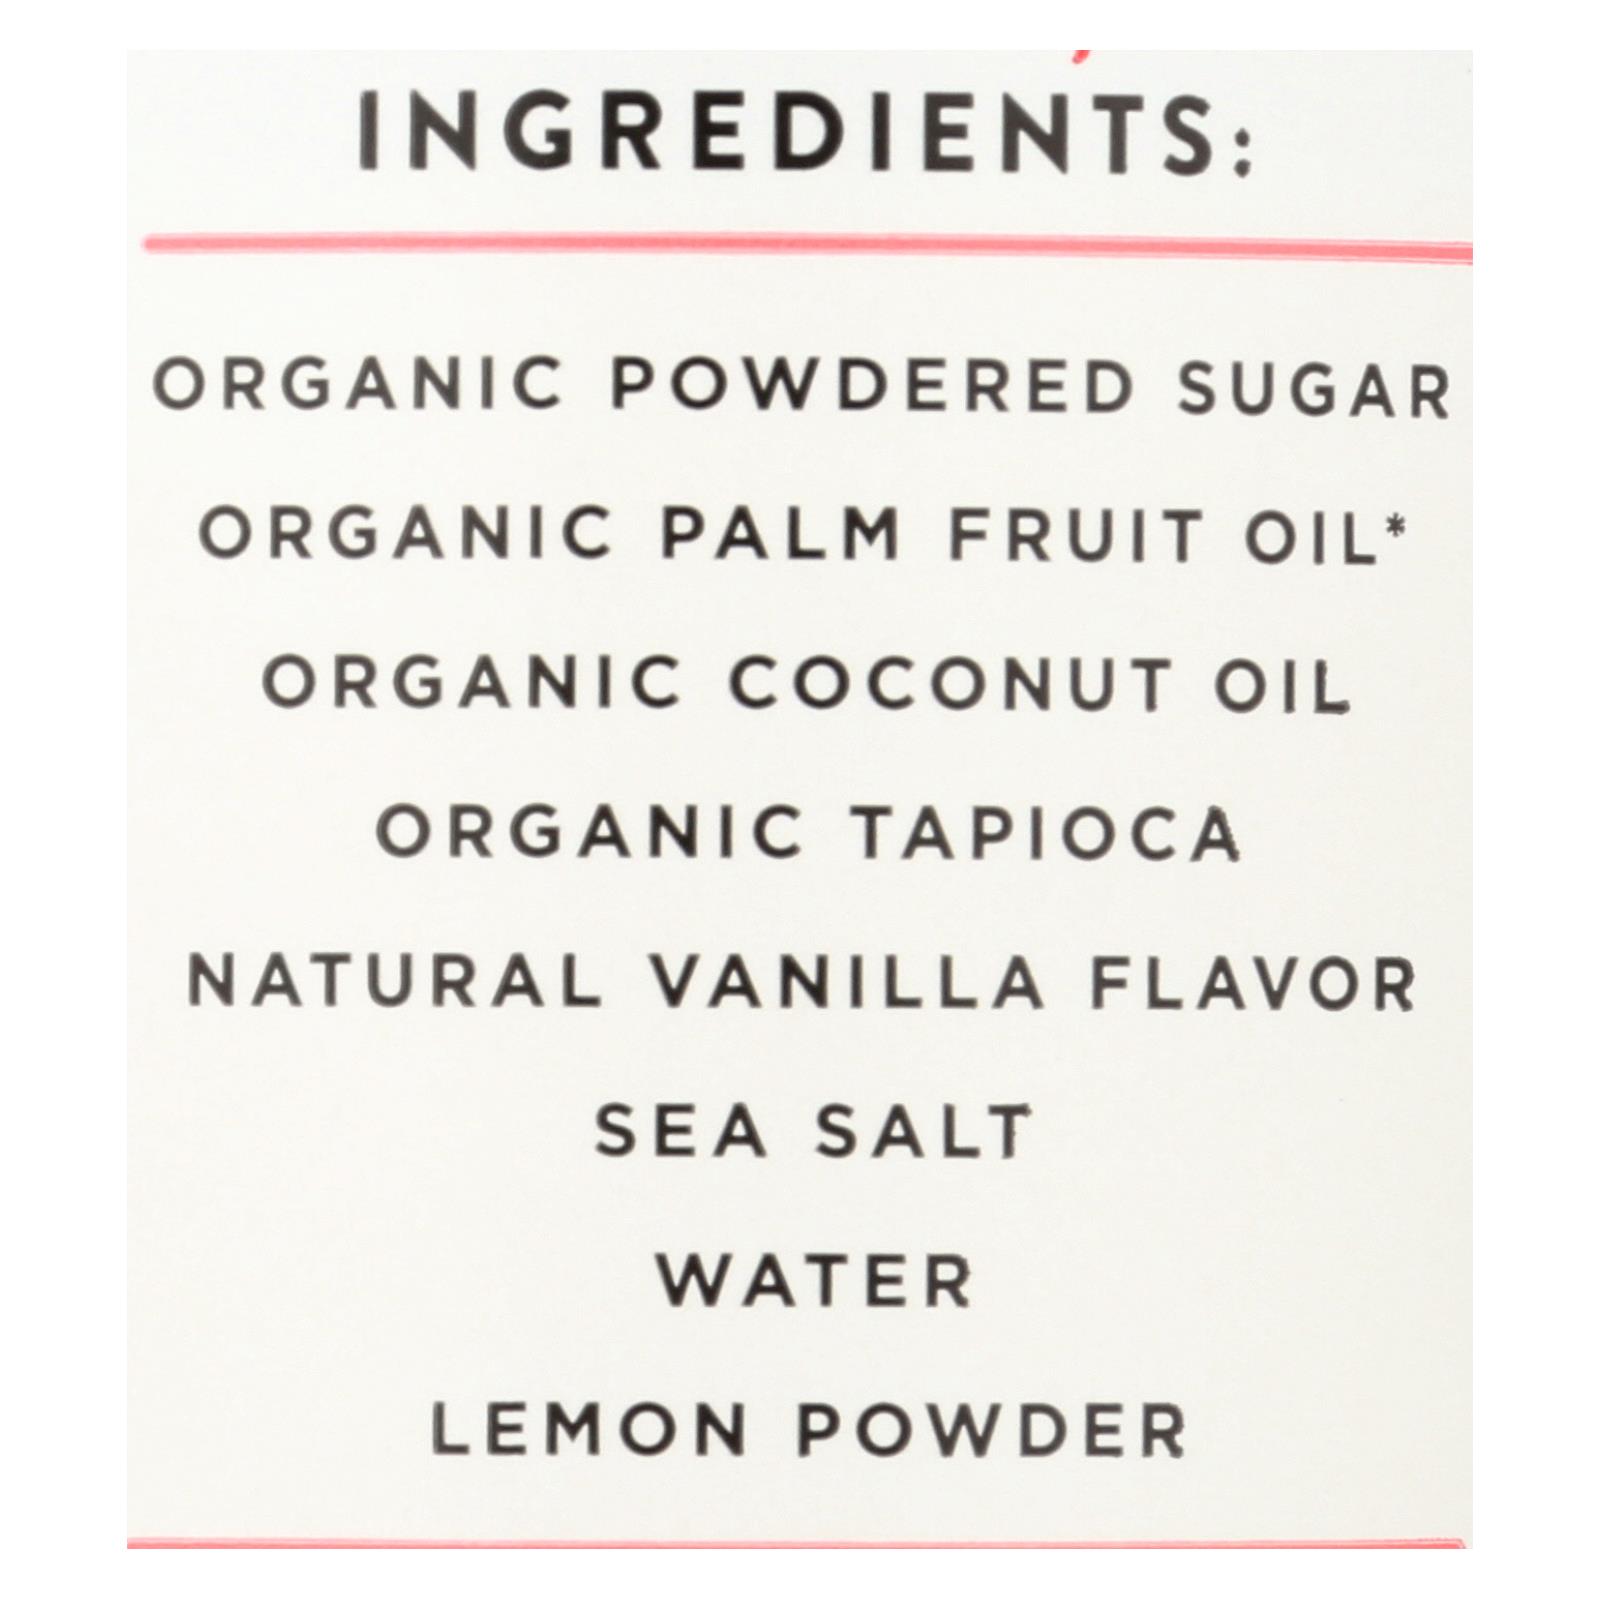 INGREDIENTS:
ORGANIC POWDERED SUGAR
ORGANIC PALM FRUIT OIL*
ORGANIC COCONUT OIL
ORGANIC TAPIOCA
NATURAL VANILLA FLAVOR
SEA SALT
WATER
LEMON POWDER